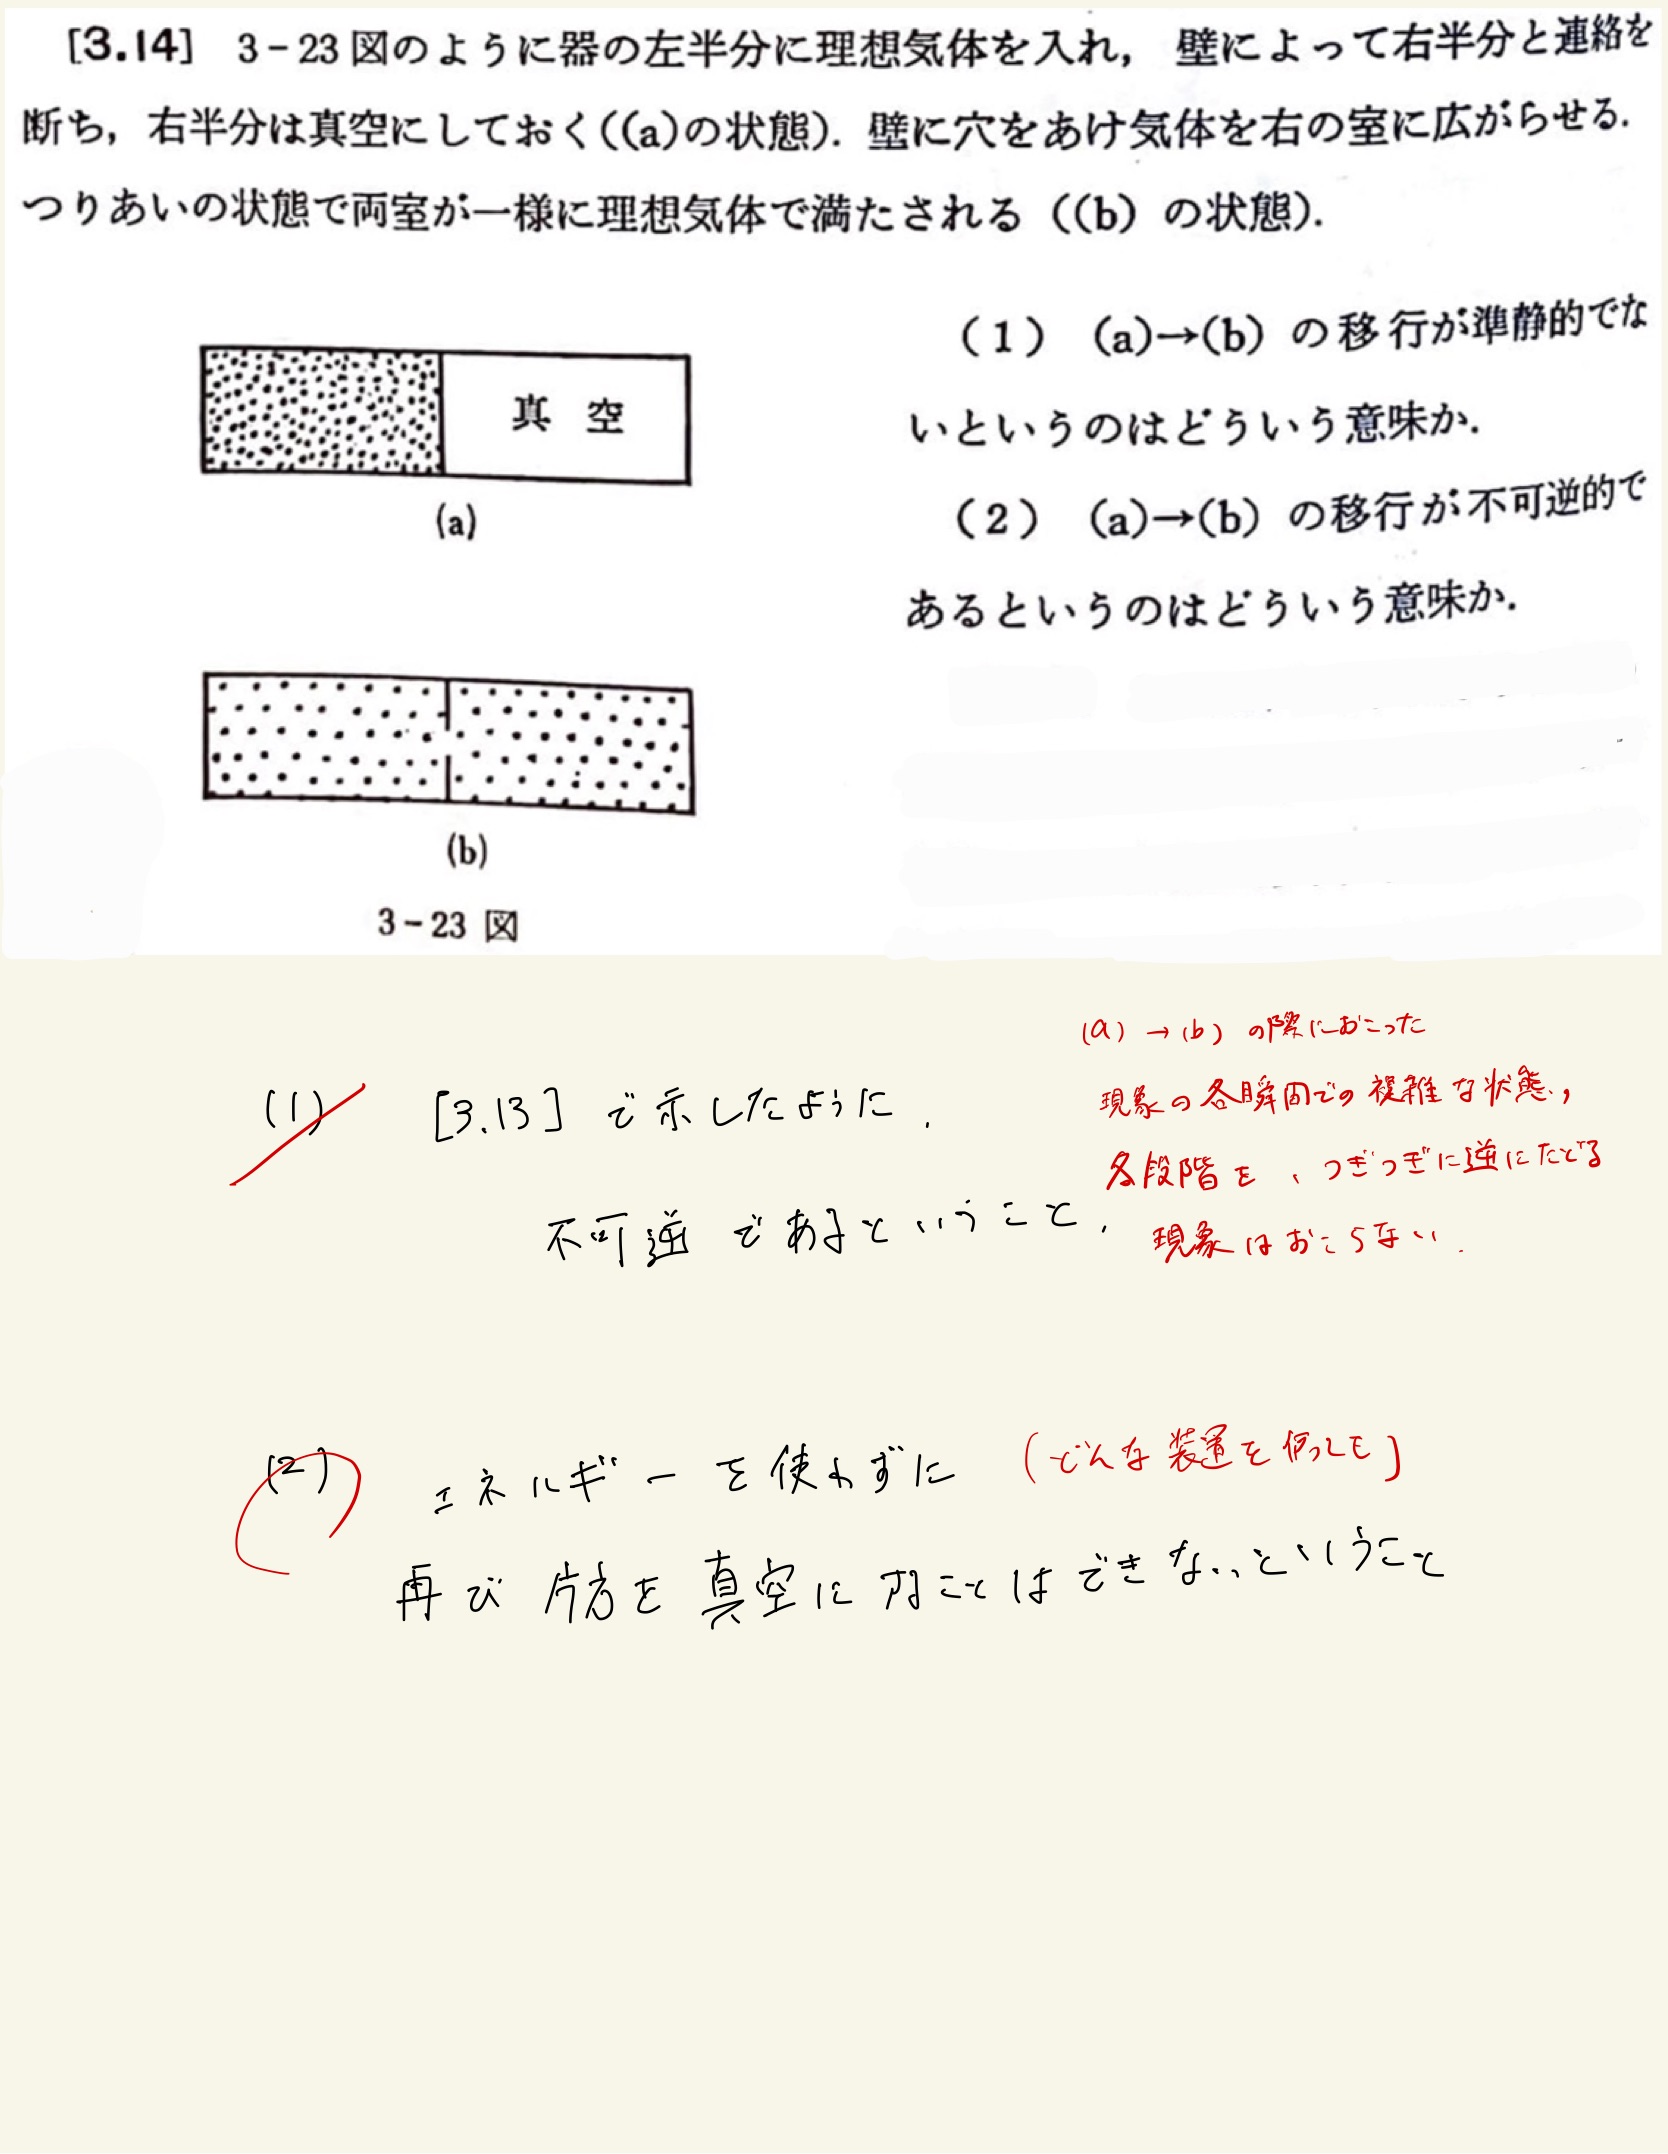 [3.14] 3-23図のように器の左半分に理想気体を入れ，壁によって右半分と連絡を
断ち，右半分は真空にしておく((a)の状態)．壁に穴をあけ気体を右の室に広がらせる．
つりあいの状態で両室が一様に理想気体で満たされる ((b) の状態)．
(1) (a)→(b) の移行が準静的でな
いというのはどういう意味か．
(2) (a)→(b) の移行が不可逆的で
あるというのはどういう意味か．
真 空
(a)
(b)
3-23 図
(1) [3.13] で示したように．
不可逆であるということ．
(a)→(b) の際におこった
現象の各瞬間での複雑な状態，
各段階を、つぎつぎに逆にたどる
現象はおこらない．
(2) エネルギーを使わずに (どんな装置を使っても)
再び片方を真空にすることはできないということ